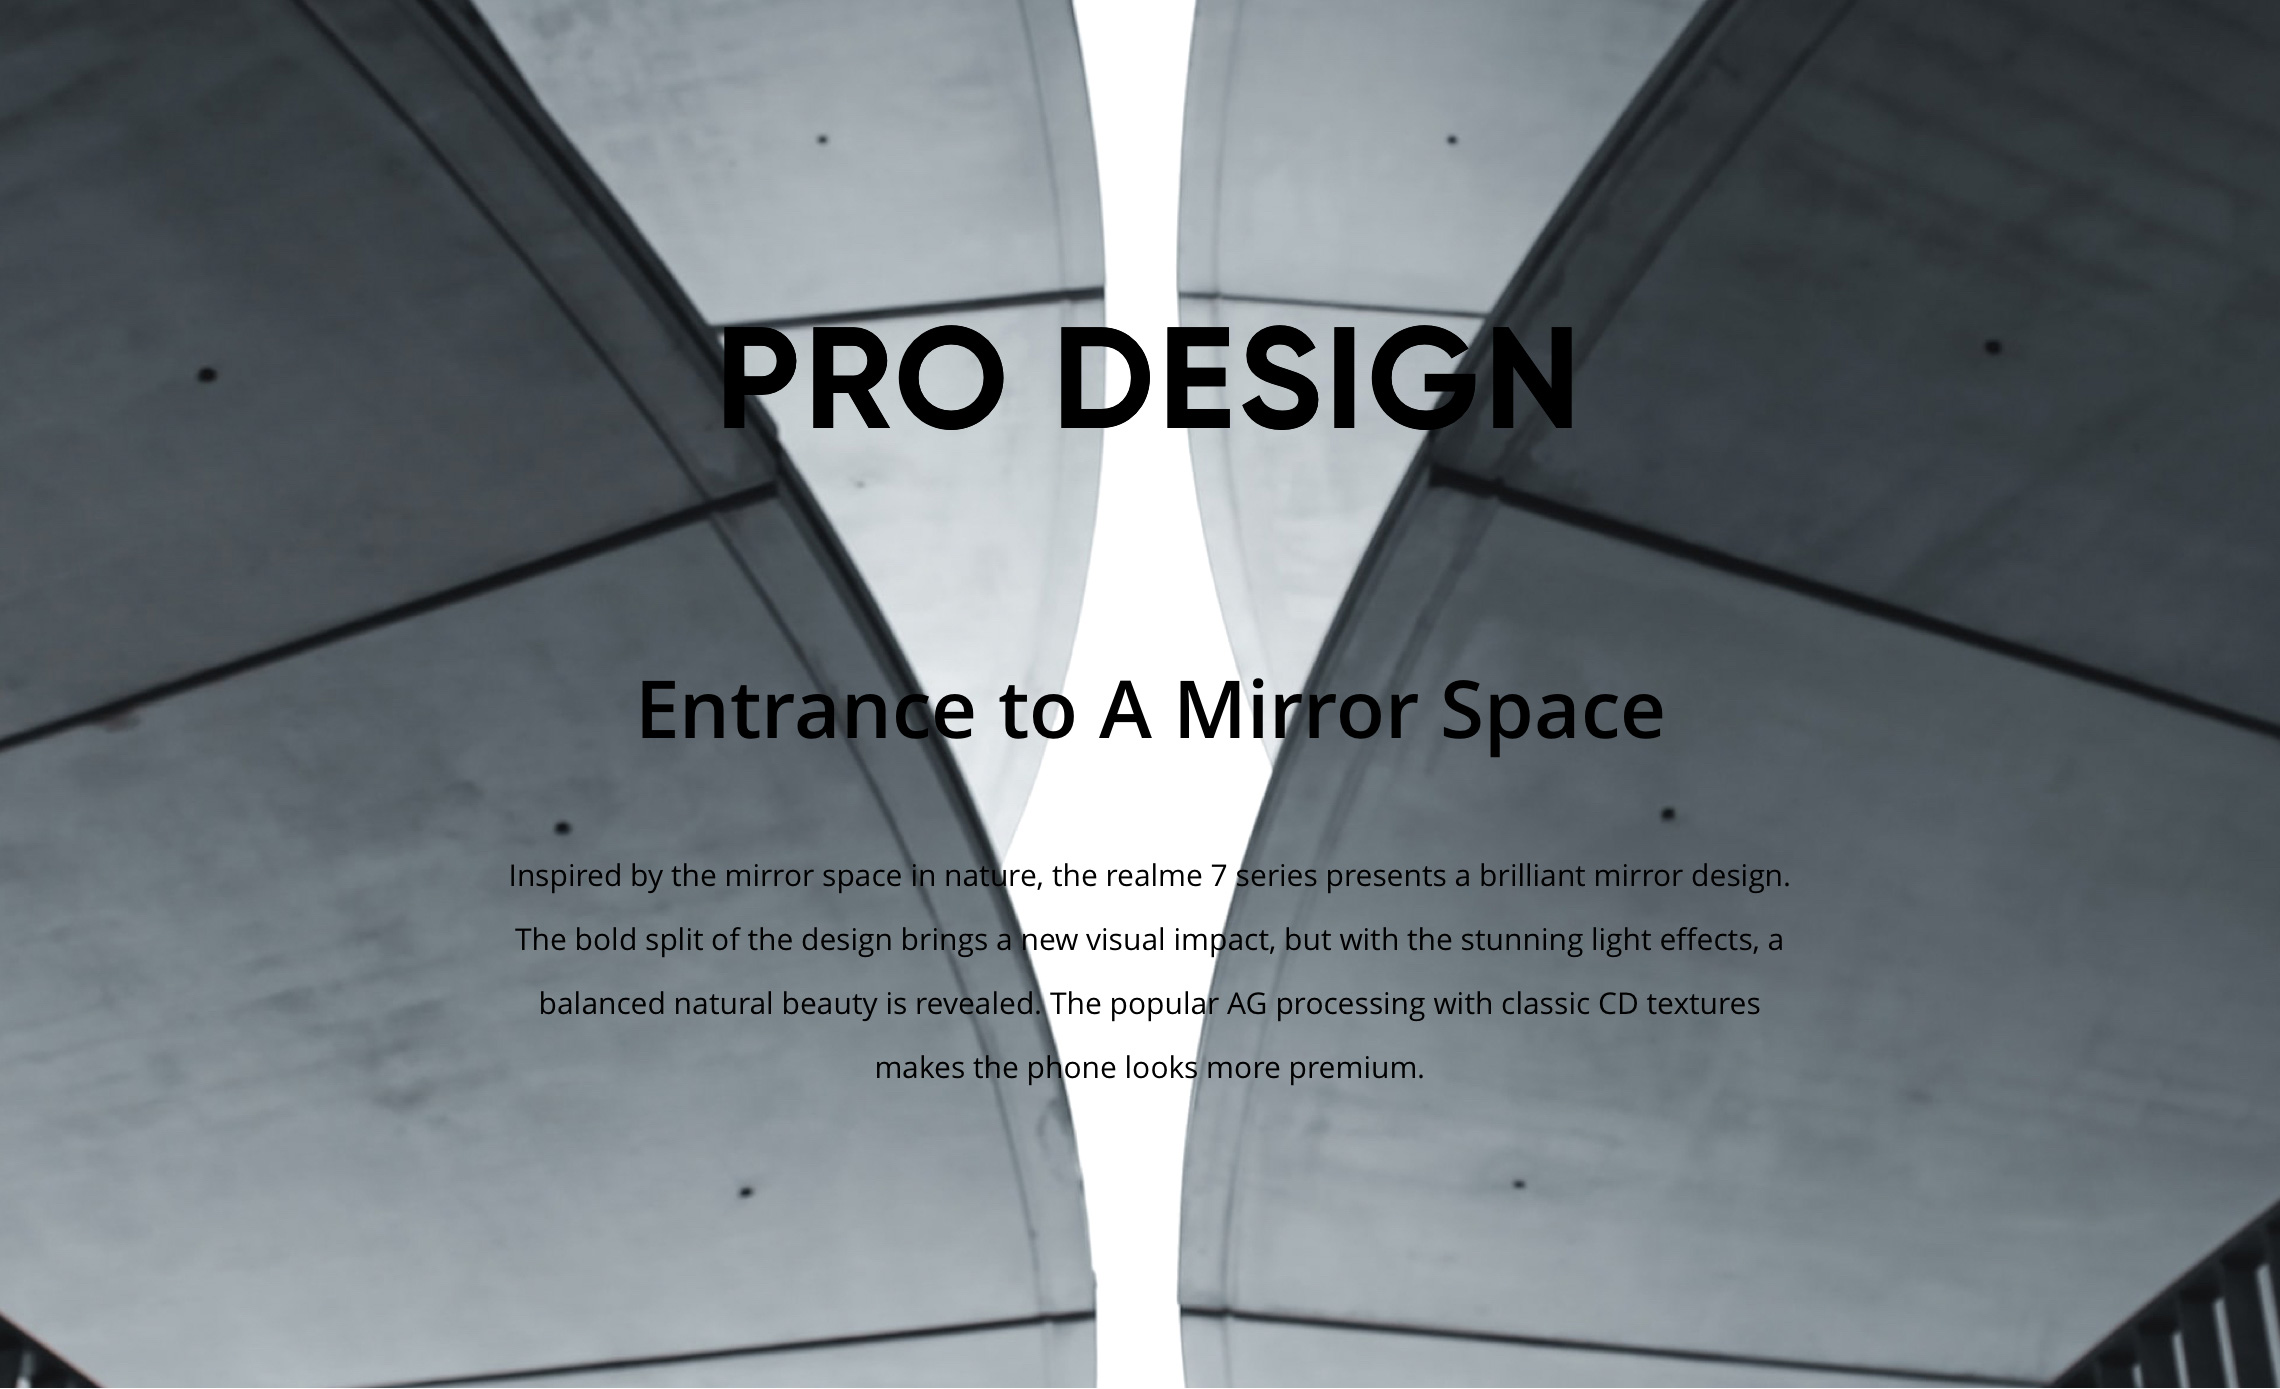 PRO DESIGN
Entrance to A Mirror Space
Inspired by the mirror space in nature, the realme 7 series presents a brilliant mirror design.
The bold split of the design brings a new visual impact, but with the stunning light effects, a
balanced natural beauty is revealed. The popular AG processing with classic CD textures
makes the phone looks more premium.